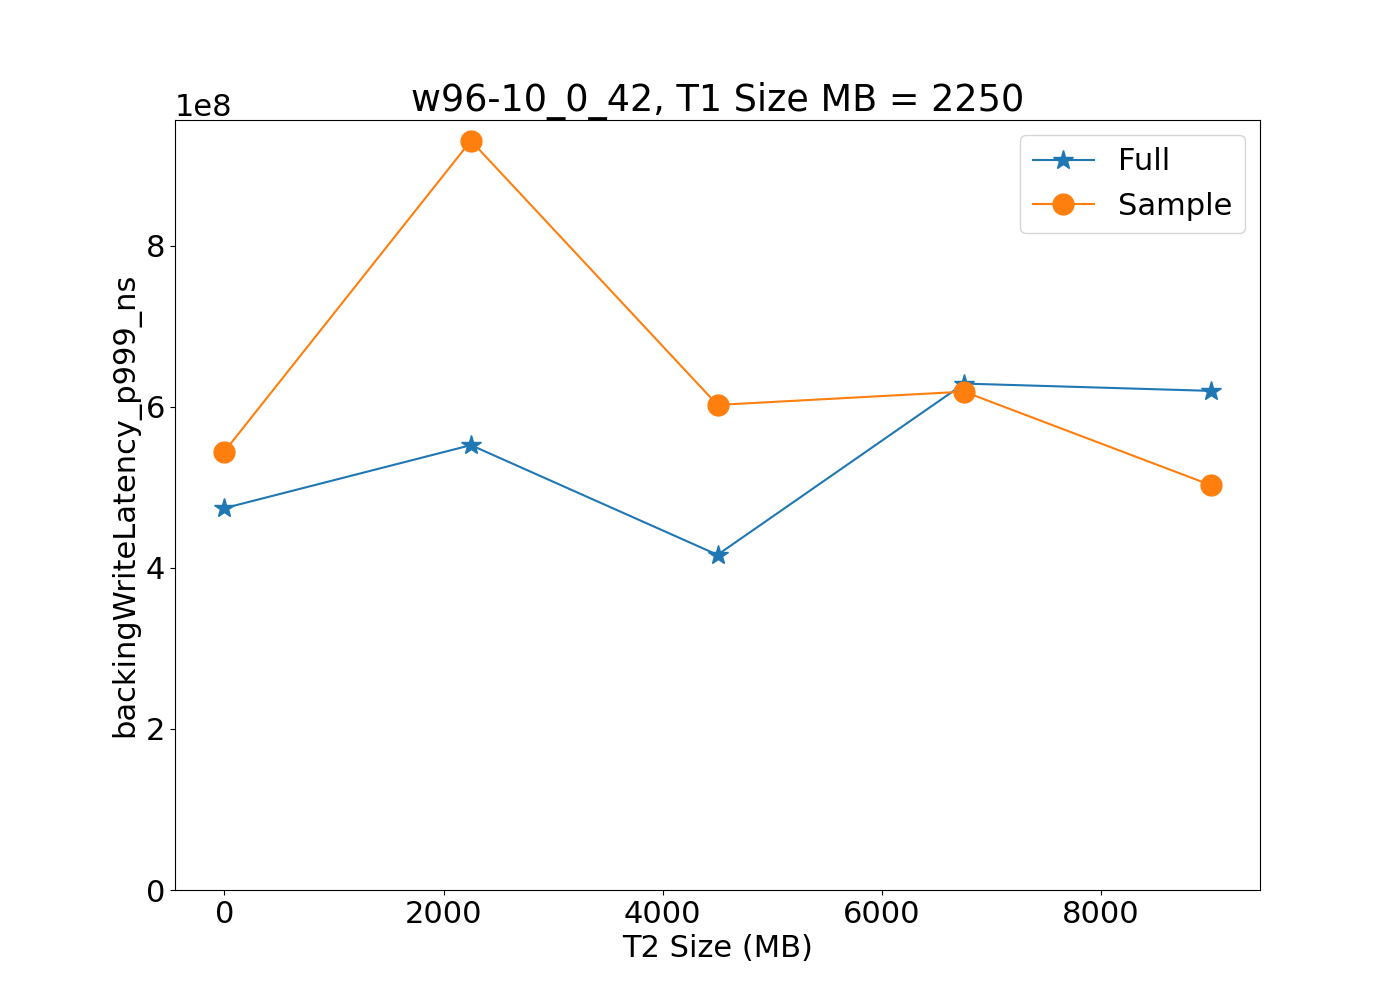 w96-10_0_42, T1 Size MB = 2250
1e8
Full
Sample
8
6
4
2
0
backingWriteLatency_p999_ns
0 2000 4000 6000 8000
T2 Size (MB)